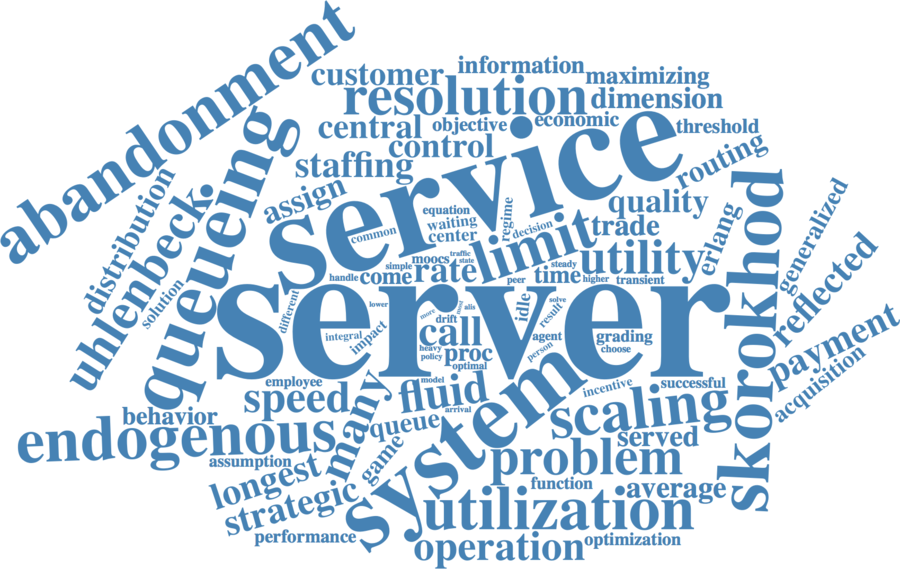 abandonment
customer
information
maximizing
resolution
dimension
central
objective
economic
threshold
control
service
routing
staffing
queueing
distribution
assign
uhlenbeck.
solution
quality
equation
waiting
center
common
regime
decision
limit
trade
utility
erlang
skorokhod
generalized
reflected
payment
acquisition
moocs
traffic
state
simple
handle
come
rate
peer
steady
time
higher
transient
server
different
lower
integral
impact
more
most
drift
call
heavy
policy
proc
optimal
idle
solve
result
agent
person
grading
choose
employee
speed
many
model
fluid
arrival
system
incentive
successful
scaling
behavior
endogenous
queue
served
assumption
game
problem
longest
strategic
function
average
utilization
performance
operation
optimization